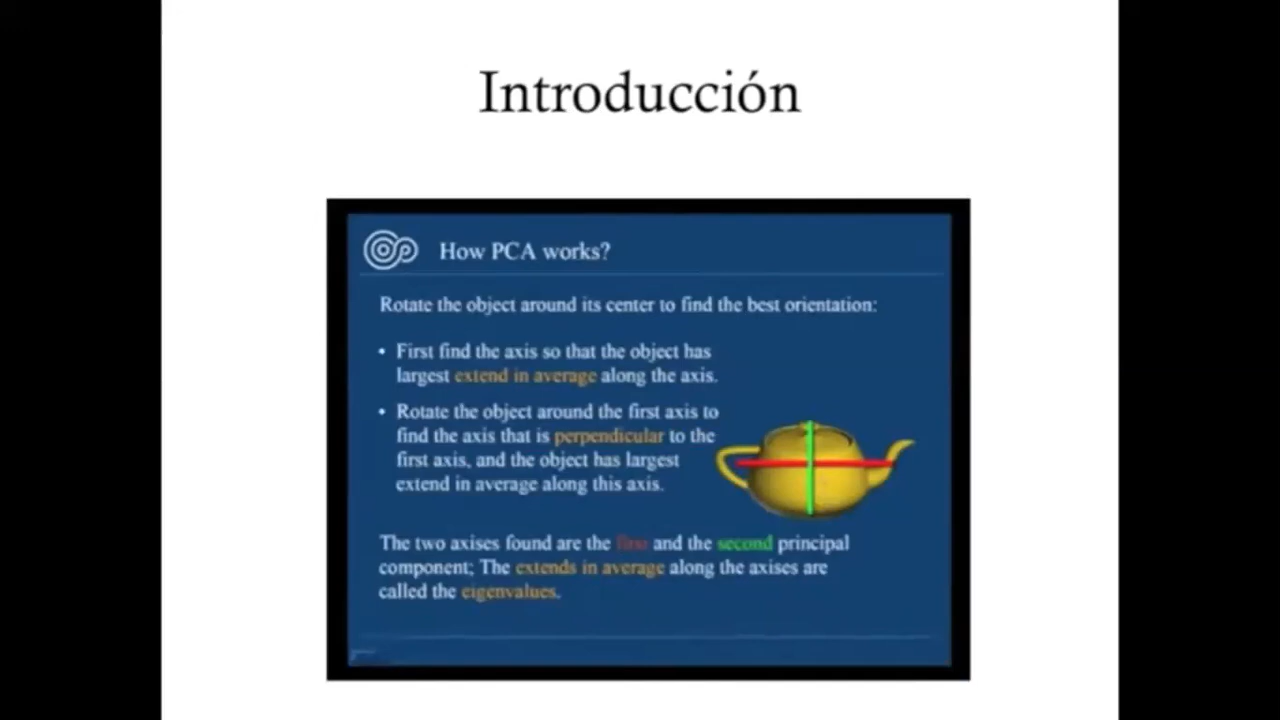 Introducción
How PCA works?
Rotate the object around its center to find the best orientation:
• First find the axis so that the object has
largest extend in average along the axis.
• Rotate the object around the first axis to
find the axis that is perpendicular to the
first axis, and the object has largest
extend in average along this axis.
The two axises found are the first and the second principal
component; The extends in average along the axises are
called the eigenvalues.